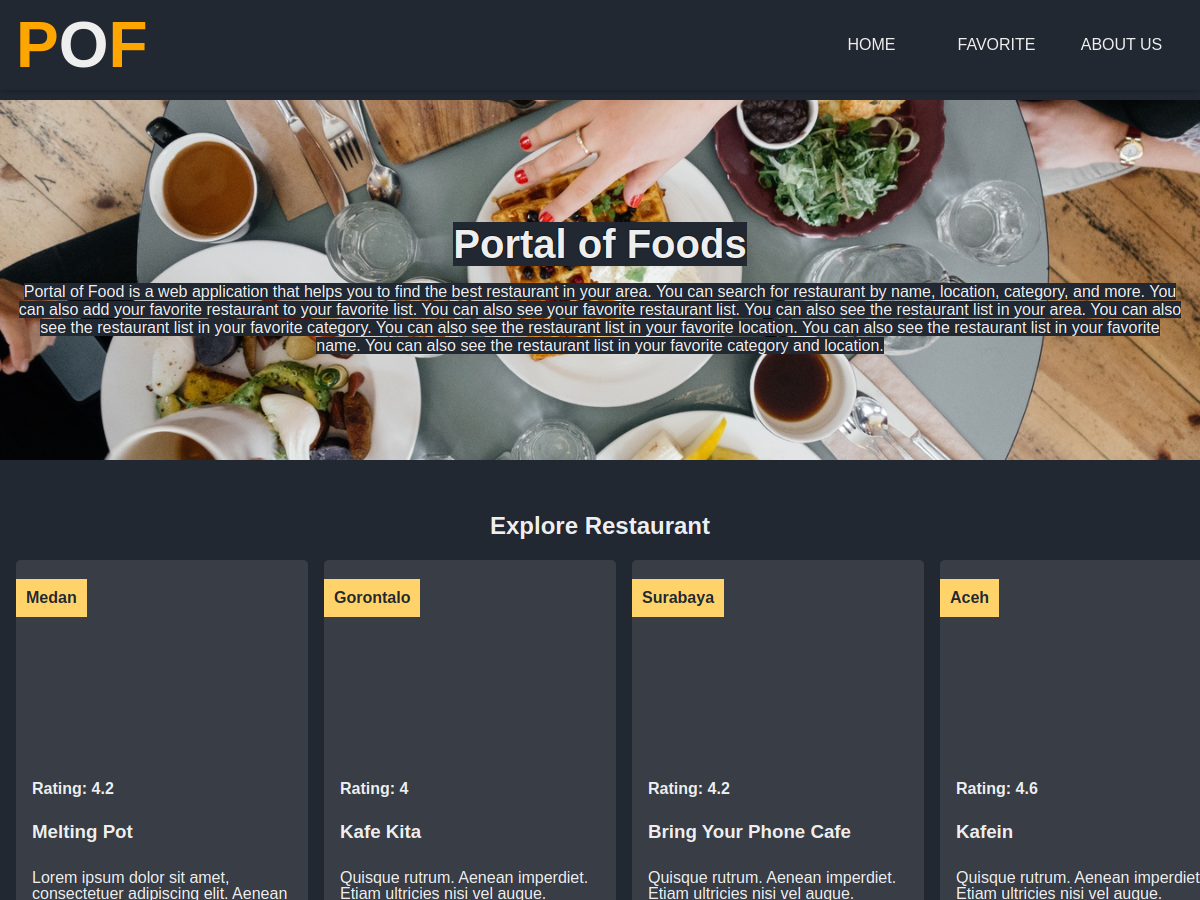 POF
HOME
FAVORITE
ABOUT US
Portal of Foods
Portal of Food is a web application that helps you to find the best restaurant in your area. You can search for restaurant by name, location, category, and more. You
can also add your favorite restaurant to your favorite list. You can also see your favorite restaurant list. You can also see the restaurant list in your area. You can also
see the restaurant list in your favorite category. You can also see the restaurant list in your favorite location. You can also see the restaurant list in your favorite
name. You can also see the restaurant list in your favorite category and location.
Explore Restaurant
Medan
Rating: 4.2
Melting Pot
Lorem ipsum dolor sit amet,
consectetuer adipiscing elit. Aenean
Gorontalo
Rating: 4
Kafe Kita
Quisque rutrum. Aenean imperdiet.
Etiam ultricies nisi vel augue.
Surabaya
Rating: 4.2
Bring Your Phone Cafe
Quisque rutrum. Aenean imperdiet.
Etiam ultricies nisi vel augue.
Aceh
Rating: 4.6
Kafein
Quisque rutrum. Aenean imperdiet
Etiam ultricies nisi vel augue.